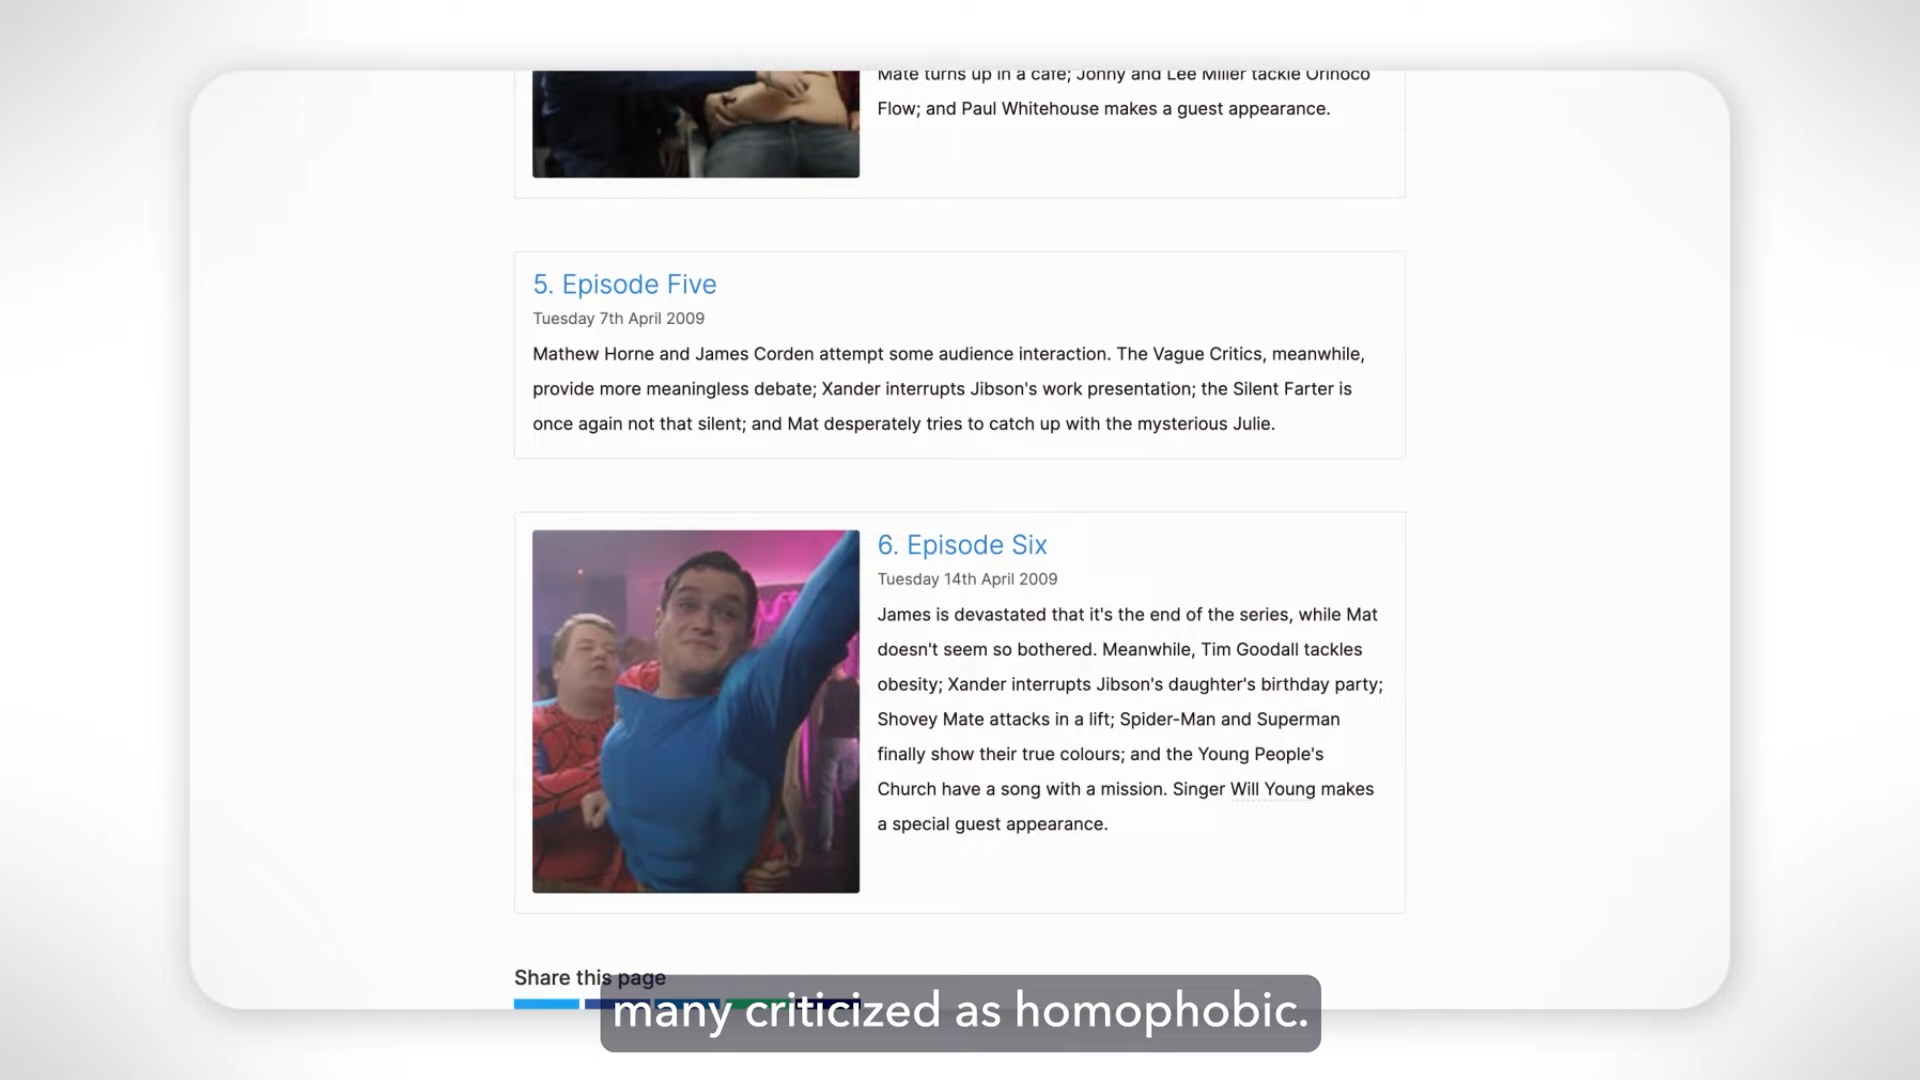 Mate turns up in a cafe; Jonny and Lee Miller tackle Orinoco
Flow; and Paul Whitehouse makes a guest appearance.
5. Episode Five
Tuesday 7th April 2009
Mathew Horne and James Corden attempt some audience interaction. The Vague Critics, meanwhile,
provide more meaningless debate; Xander interrupts Jibson's work presentation; the Silent Farter is
once again not that silent; and Mat desperately tries to catch up with the mysterious Julie.
6. Episode Six
Tuesday 14th April 2009
James is devastated that it's the end of the series, while Mat
doesn't seem so bothered. Meanwhile, Tim Goodall tackles
obesity; Xander interrupts Jibson's daughter's birthday party;
Shovey Mate attacks in a lift; Spider-Man and Superman
finally show their true colours; and the Young People's
Church have a song with a mission. Singer Will Young makes
a special guest appearance.
Share this page
many criticized as homophobic.